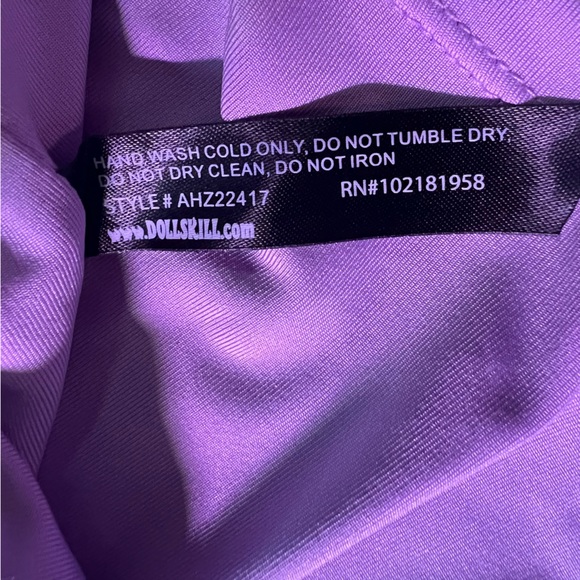 HAND WASH COLD ONLY, DO NOT TUMBLE DRY,
DO NOT DRY CLEAN, DO NOT IRON
STYLE # AHZ22417 RN#102181958
www.DOLLSKILL.com